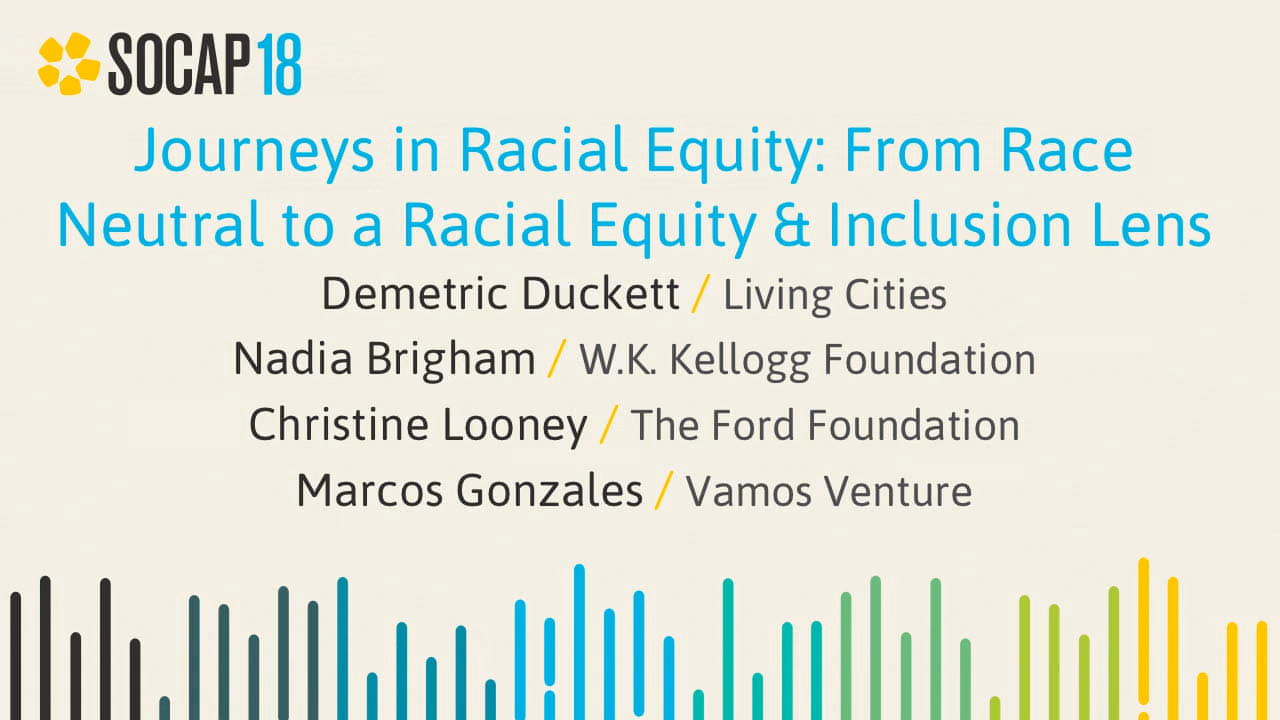 SOCAP18
Journeys in Racial Equity: From Race
Neutral to a Racial Equity & Inclusion Lens
Demetric Duckett / Living Cities
Nadia Brigham / W.K. Kellogg Foundation
Christine Looney / The Ford Foundation
Marcos Gonzales / Vamos Venture